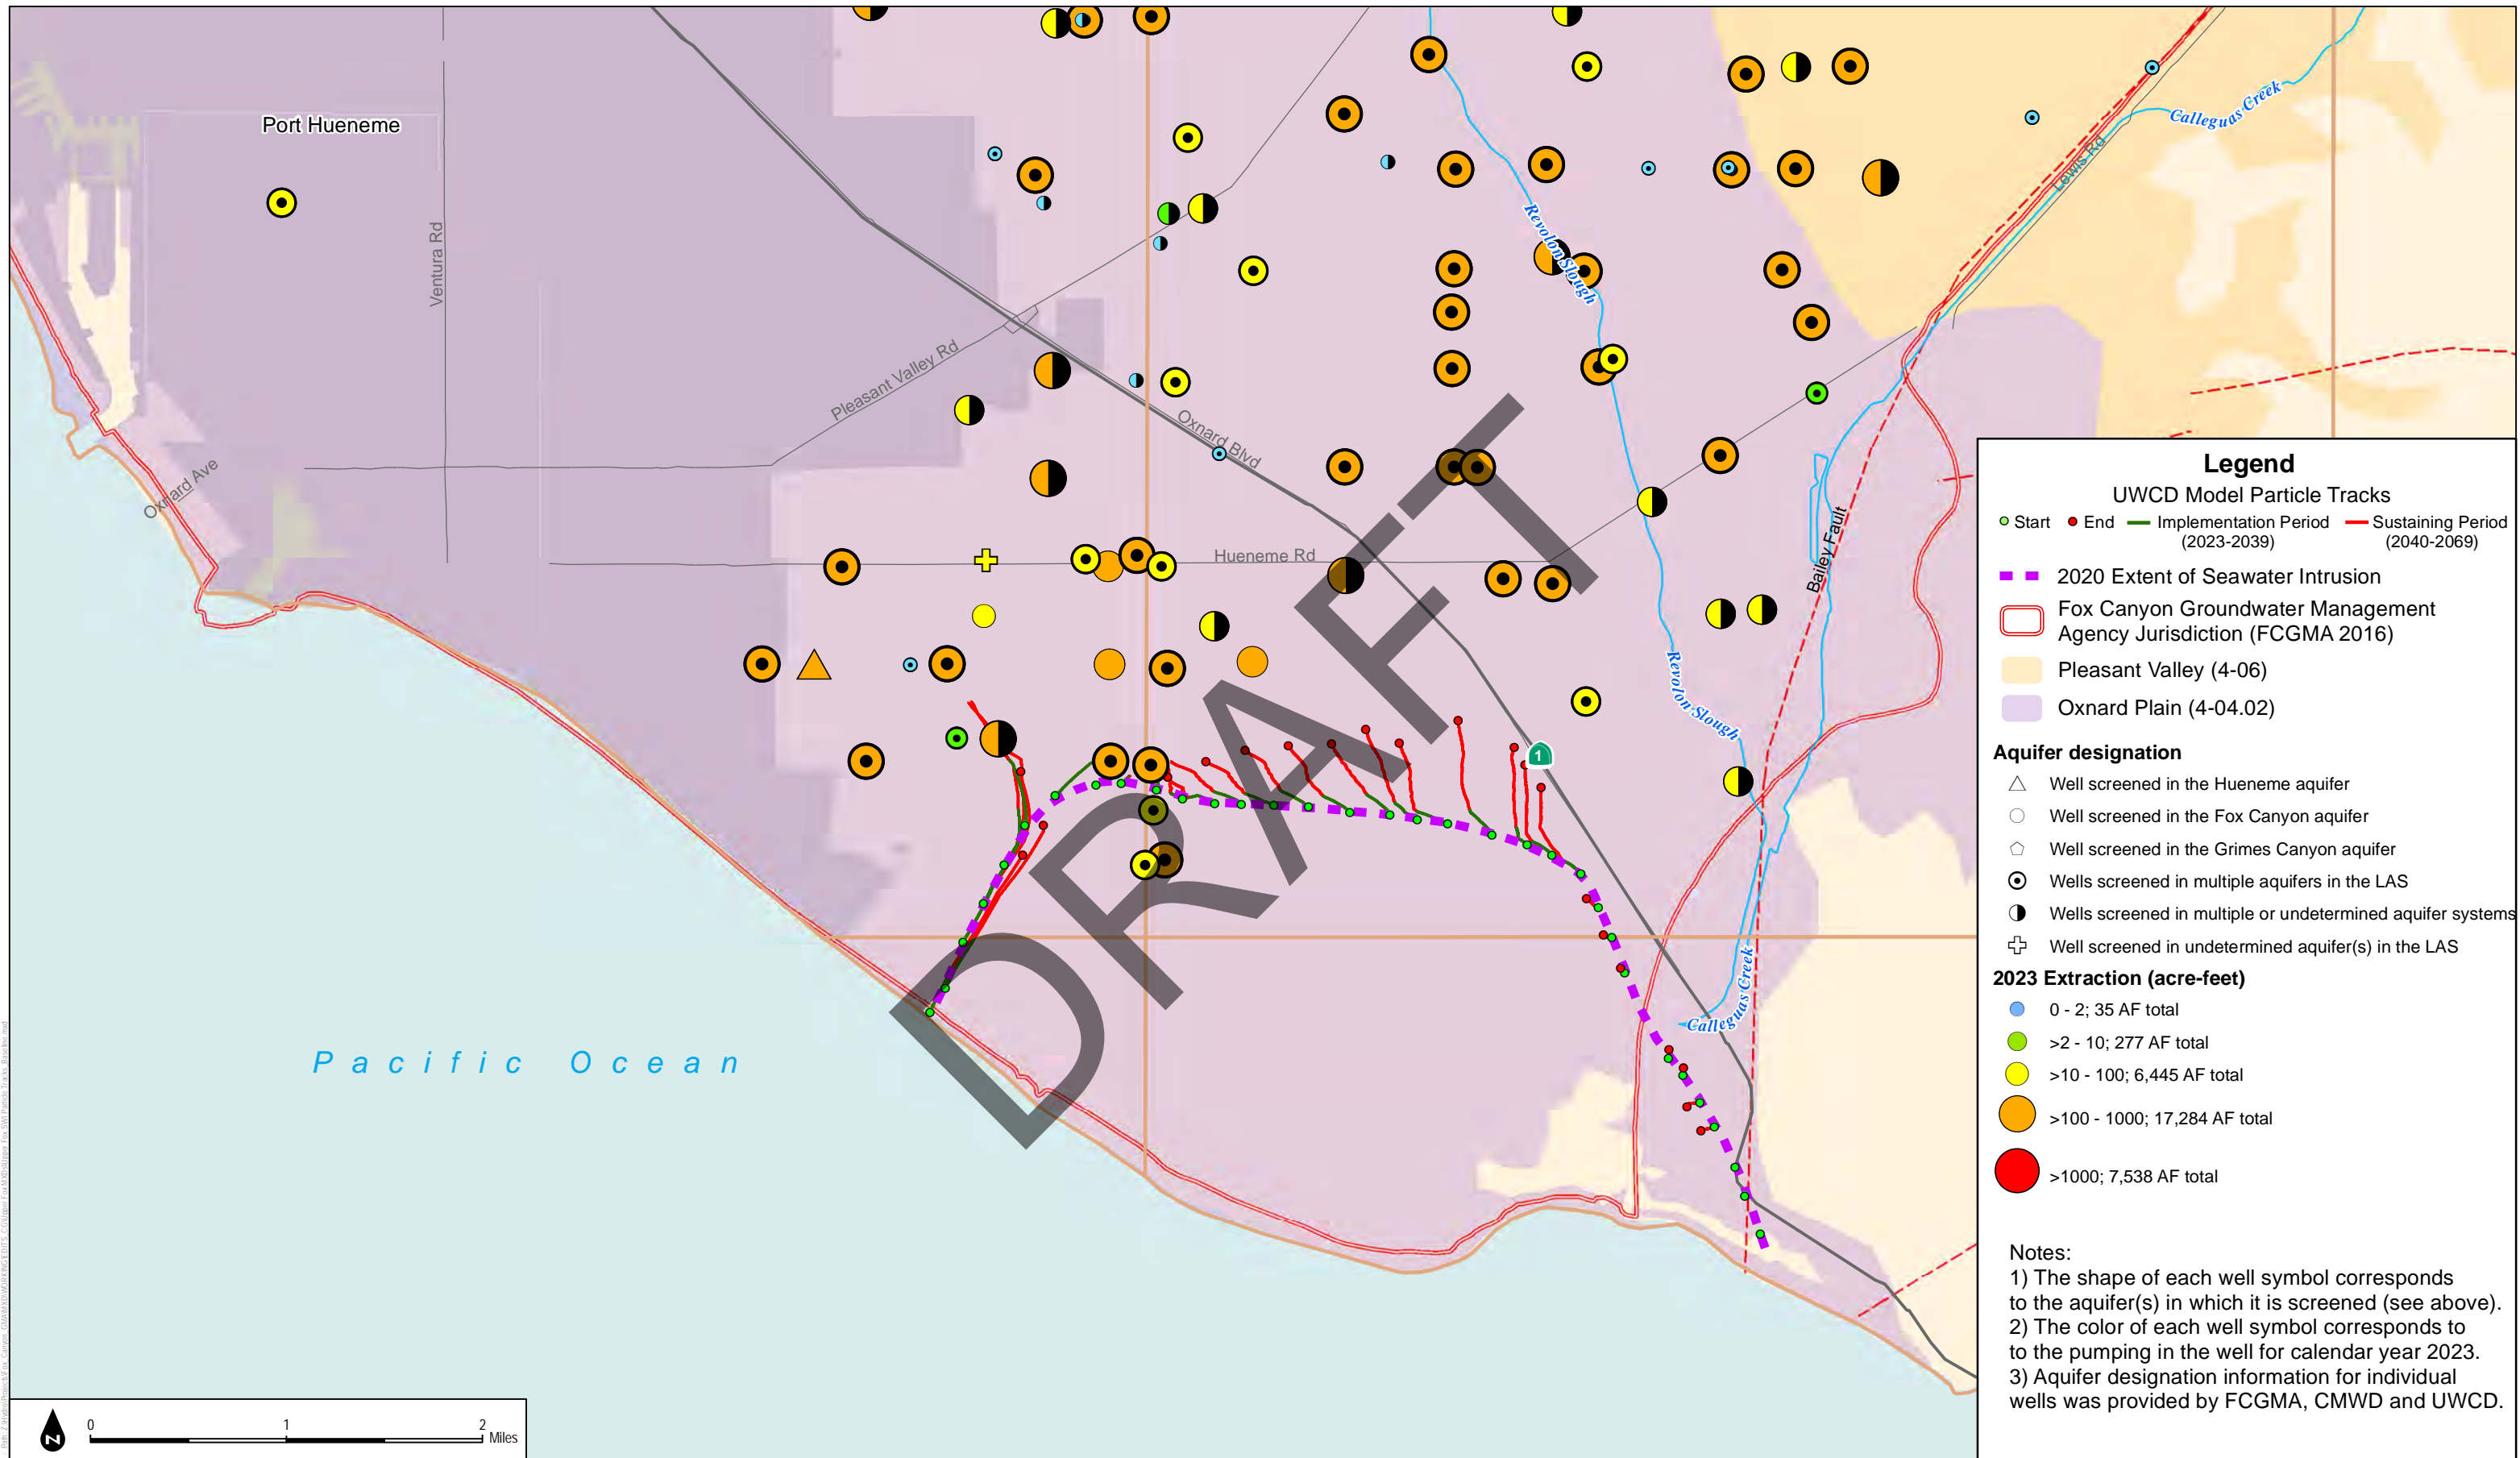 Port Hueneme
Ventura Rd
Oxnard Ave
Pleasant Valley Rd
Oxnard Blvd
Hueneme Rd
Revolon Slough
Revolon Slough
Calleguas Creek
Lewis Rd
Bailey Fault
Calleguas Creek
1
Pacific Ocean
DRAFT
Legend
UWCD Model Particle Tracks
Start End Implementation Period (2023-2039) Sustaining Period (2040-2069)
2020 Extent of Seawater Intrusion
Fox Canyon Groundwater Management
Agency Jurisdiction (FCGMA 2016)
Pleasant Valley (4-06)
Oxnard Plain (4-04.02)
Aquifer designation
Well screened in the Hueneme aquifer
Well screened in the Fox Canyon aquifer
Well screened in the Grimes Canyon aquifer
Wells screened in multiple aquifers in the LAS
Wells screened in multiple or undetermined aquifer systems
Well screened in undetermined aquifer(s) in the LAS
2023 Extraction (acre-feet)
0 - 2; 35 AF total
>2 - 10; 277 AF total
>10 - 100; 6,445 AF total
>100 - 1000; 17,284 AF total
>1000; 7,538 AF total
Notes:
1) The shape of each well symbol corresponds
to the aquifer(s) in which it is screened (see above).
2) The color of each well symbol corresponds to
to the pumping in the well for calendar year 2023.
3) Aquifer designation information for individual
wells was provided by FCGMA, CMWD and UWCD.
N
0 1 2
Miles